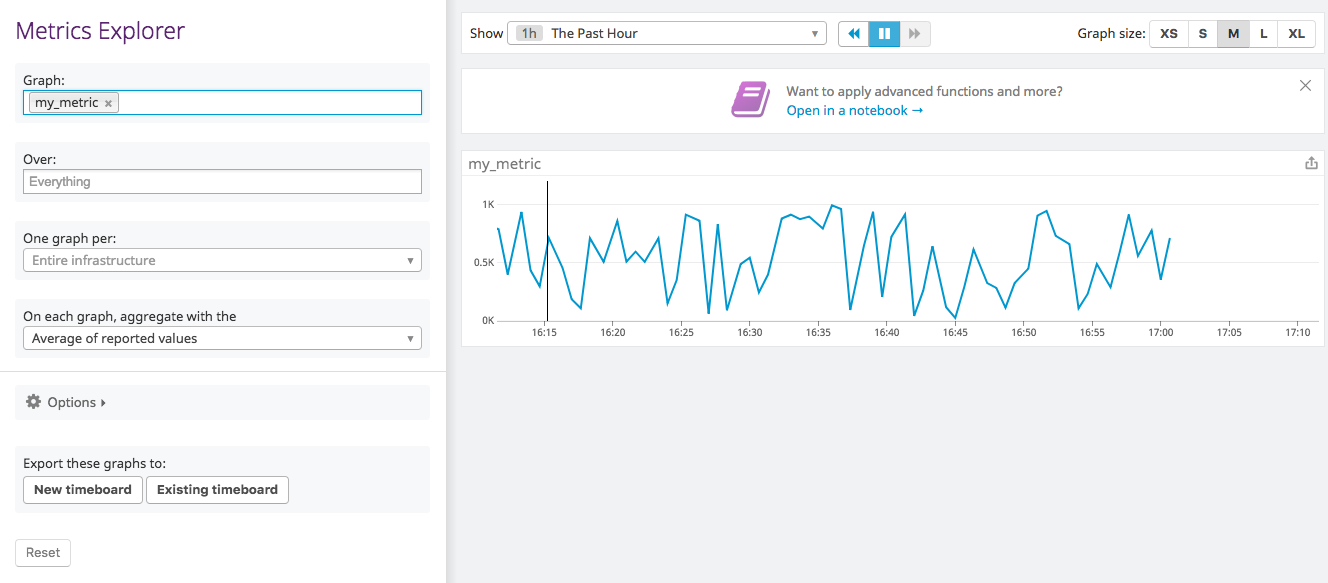 Metrics Explorer
Graph:
my_metric ×
Over:
Everything
One graph per:
Entire infrastructure
On each graph, aggregate with the
Average of reported values
Options
Export these graphs to:
New timeboard Existing timeboard
Reset
Show 1h The Past Hour
Graph size: XS S M L XL
Want to apply advanced functions and more?
Open in a notebook →
my_metric
1K
0.5K
0K
16:15 16:20 16:25 16:30 16:35 16:40 16:45 16:50 16:55 17:00 17:05 17:10